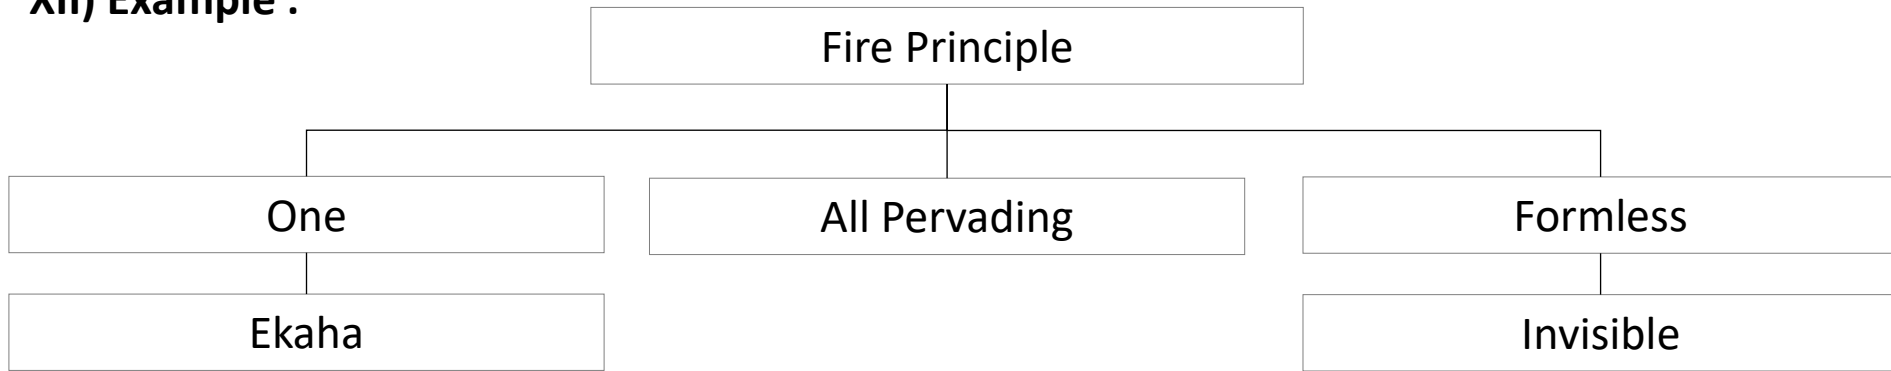 XII) Example :
Fire Principle
One
All Pervading
Formless
Ekaha
Invisible